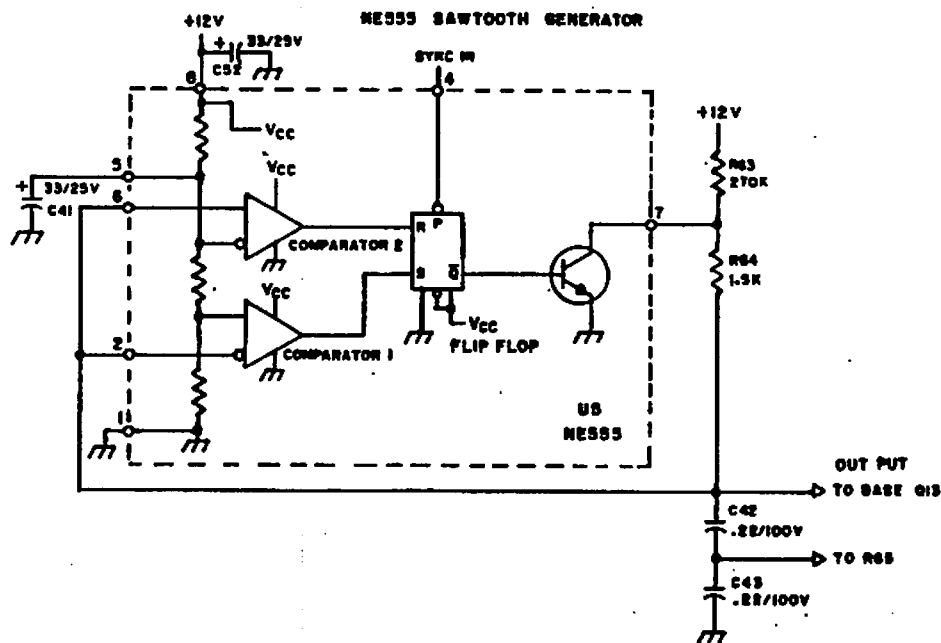 NE555 SAWTOOTH GENERATOR
+12V
+ 33/25V
C52
SYNC IN
8
4
VCC
+12V
R63
270K
5
+ 33/25V
C41
VCC
6
7
R P
COMPARATOR 2
R64
1.5K
S Q̅
VCC
2
COMPARATOR 1
VCC
FLIP FLOP
1
U5
NE555
OUT PUT
TO BASE Q13
C42
.22/100V
TO R65
C43
.22/100V